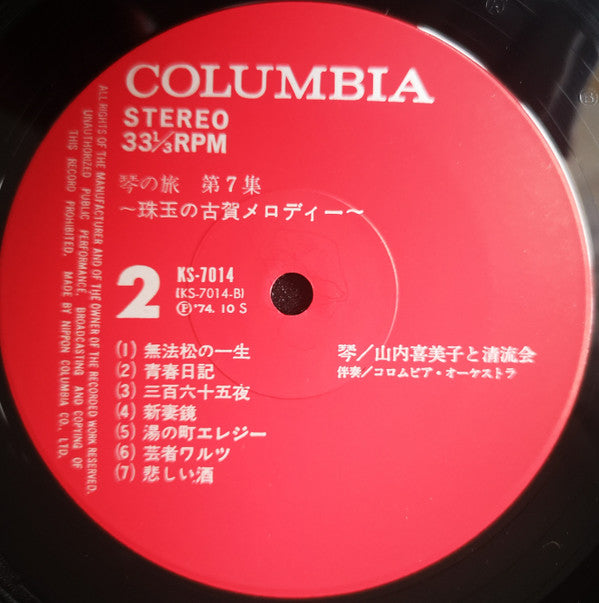 COLUMBIA
STEREO
33⅓RPM
琴の旅 第7集
〜珠玉の古賀メロディー〜
2
KS-7014
(KS-7014-B)
Ⓟ '74. 10 S
(1) 無法松の一生
(2) 青春日記
(3) 三百六十五夜
(4) 新妻鏡
(5) 湯の町エレジー
(6) 芸者ワルツ
(7) 悲しい酒
琴/山内喜美子と清流会
伴奏/コロムビア・オーケストラ
ALL RIGHTS OF THE MANUFACTURER AND OF THE OWNER OF THE RECORDED WORK RESERVED.
UNAUTHORIZED PUBLIC PERFORMANCE, BROADCASTING AND COPYING OF
THIS RECORD PROHIBITED. MADE BY NIPPON COLUMBIA CO., LTD.